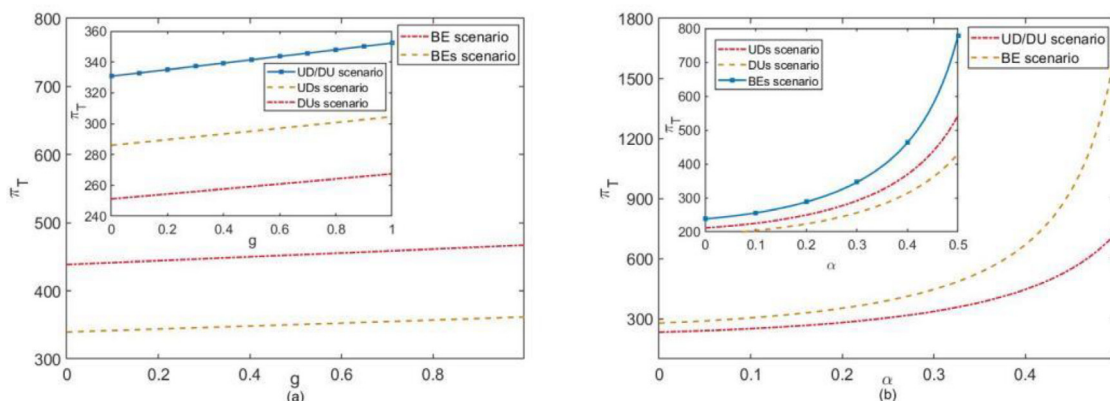 800
700
600
500
400
300
π_T
0
0.2
0.4
0.6
0.8
g
(a)
BE scenario
BEs scenario
360
340
320
300
280
260
240
π_T
0
0.2
0.4
0.6
0.8
1
g
UD/DU scenario
UDs scenario
DUs scenario
1800
1500
1200
900
600
300
π_T
0
0.1
0.2
0.3
0.4
α
(b)
UD/DU scenario
BE scenario
800
700
600
500
400
300
200
π_T
0
0.1
0.2
0.3
0.4
0.5
α
UDs scenario
DUs scenario
BEs scenario